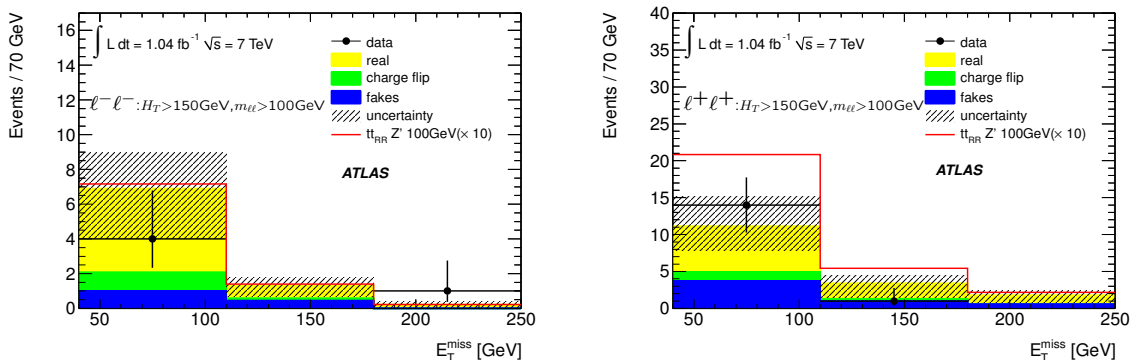 Events / 70 GeV
16
14
12
10
8
6
4
2
0
∫ L dt = 1.04 fb⁻¹ √s = 7 TeV
ℓ⁻ℓ⁻:H_T>150GeV,m_ℓℓ>100GeV
data
real
charge flip
fakes
uncertainty
tt_RR Z' 100GeV(× 10)
ATLAS
50 100 150 200 250
E_T^miss [GeV]
Events / 70 GeV
40
35
30
25
20
15
10
5
0
∫ L dt = 1.04 fb⁻¹ √s = 7 TeV
ℓ⁺ℓ⁺:H_T>150GeV,m_ℓℓ>100GeV
data
real
charge flip
fakes
uncertainty
tt_RR Z' 100GeV(× 10)
ATLAS
50 100 150 200 250
E_T^miss [GeV]